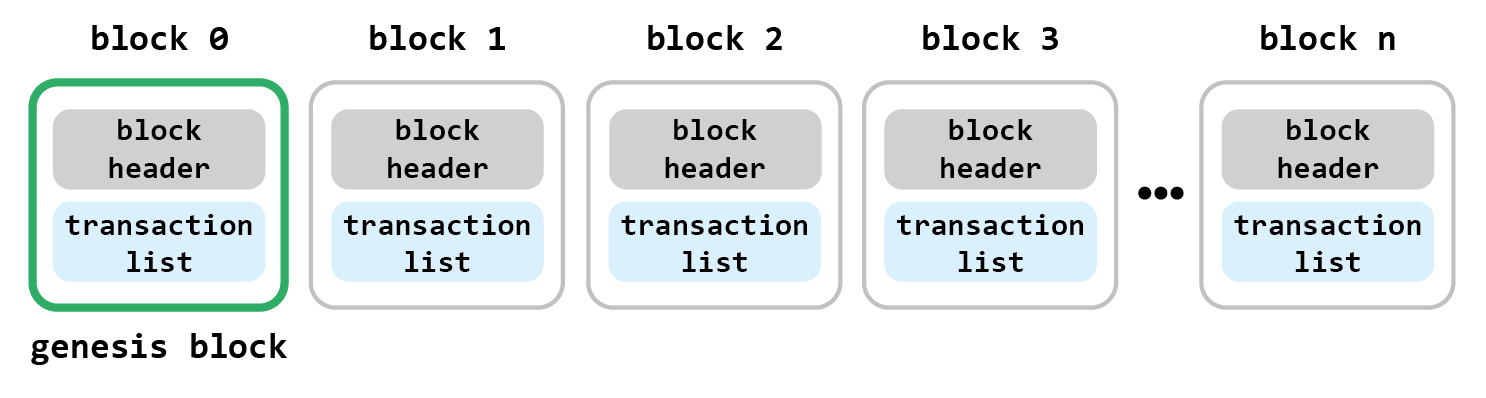 block 0
block 1
block 2
block 3
block n
block
header
block
header
block
header
block
header
block
header
transaction
list
transaction
list
transaction
list
transaction
list
transaction
list
genesis block